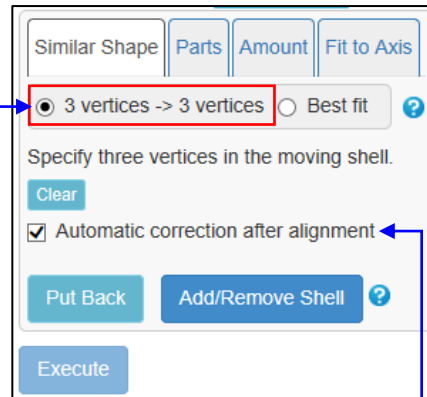 Similar Shape Parts Amount Fit to Axis
3 vertices -> 3 vertices Best fit ?
Specify three vertices in the moving shell.
Clear
Automatic correction after alignment
Put Back Add/Remove Shell ?
Execute